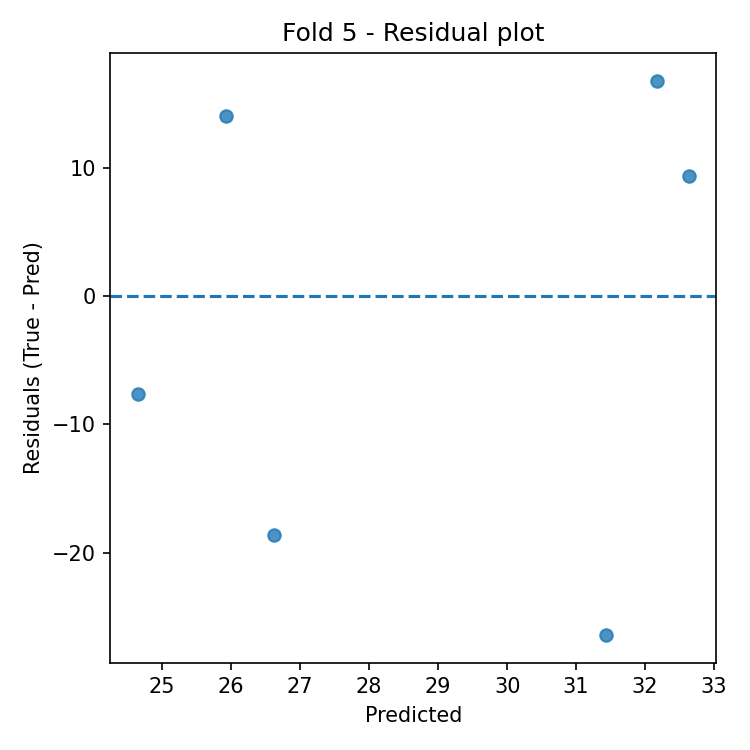 Fold 5 - Residual plot
Residuals (True - Pred)
10
0
−10
−20
25 26 27 28 29 30 31 32 33
Predicted